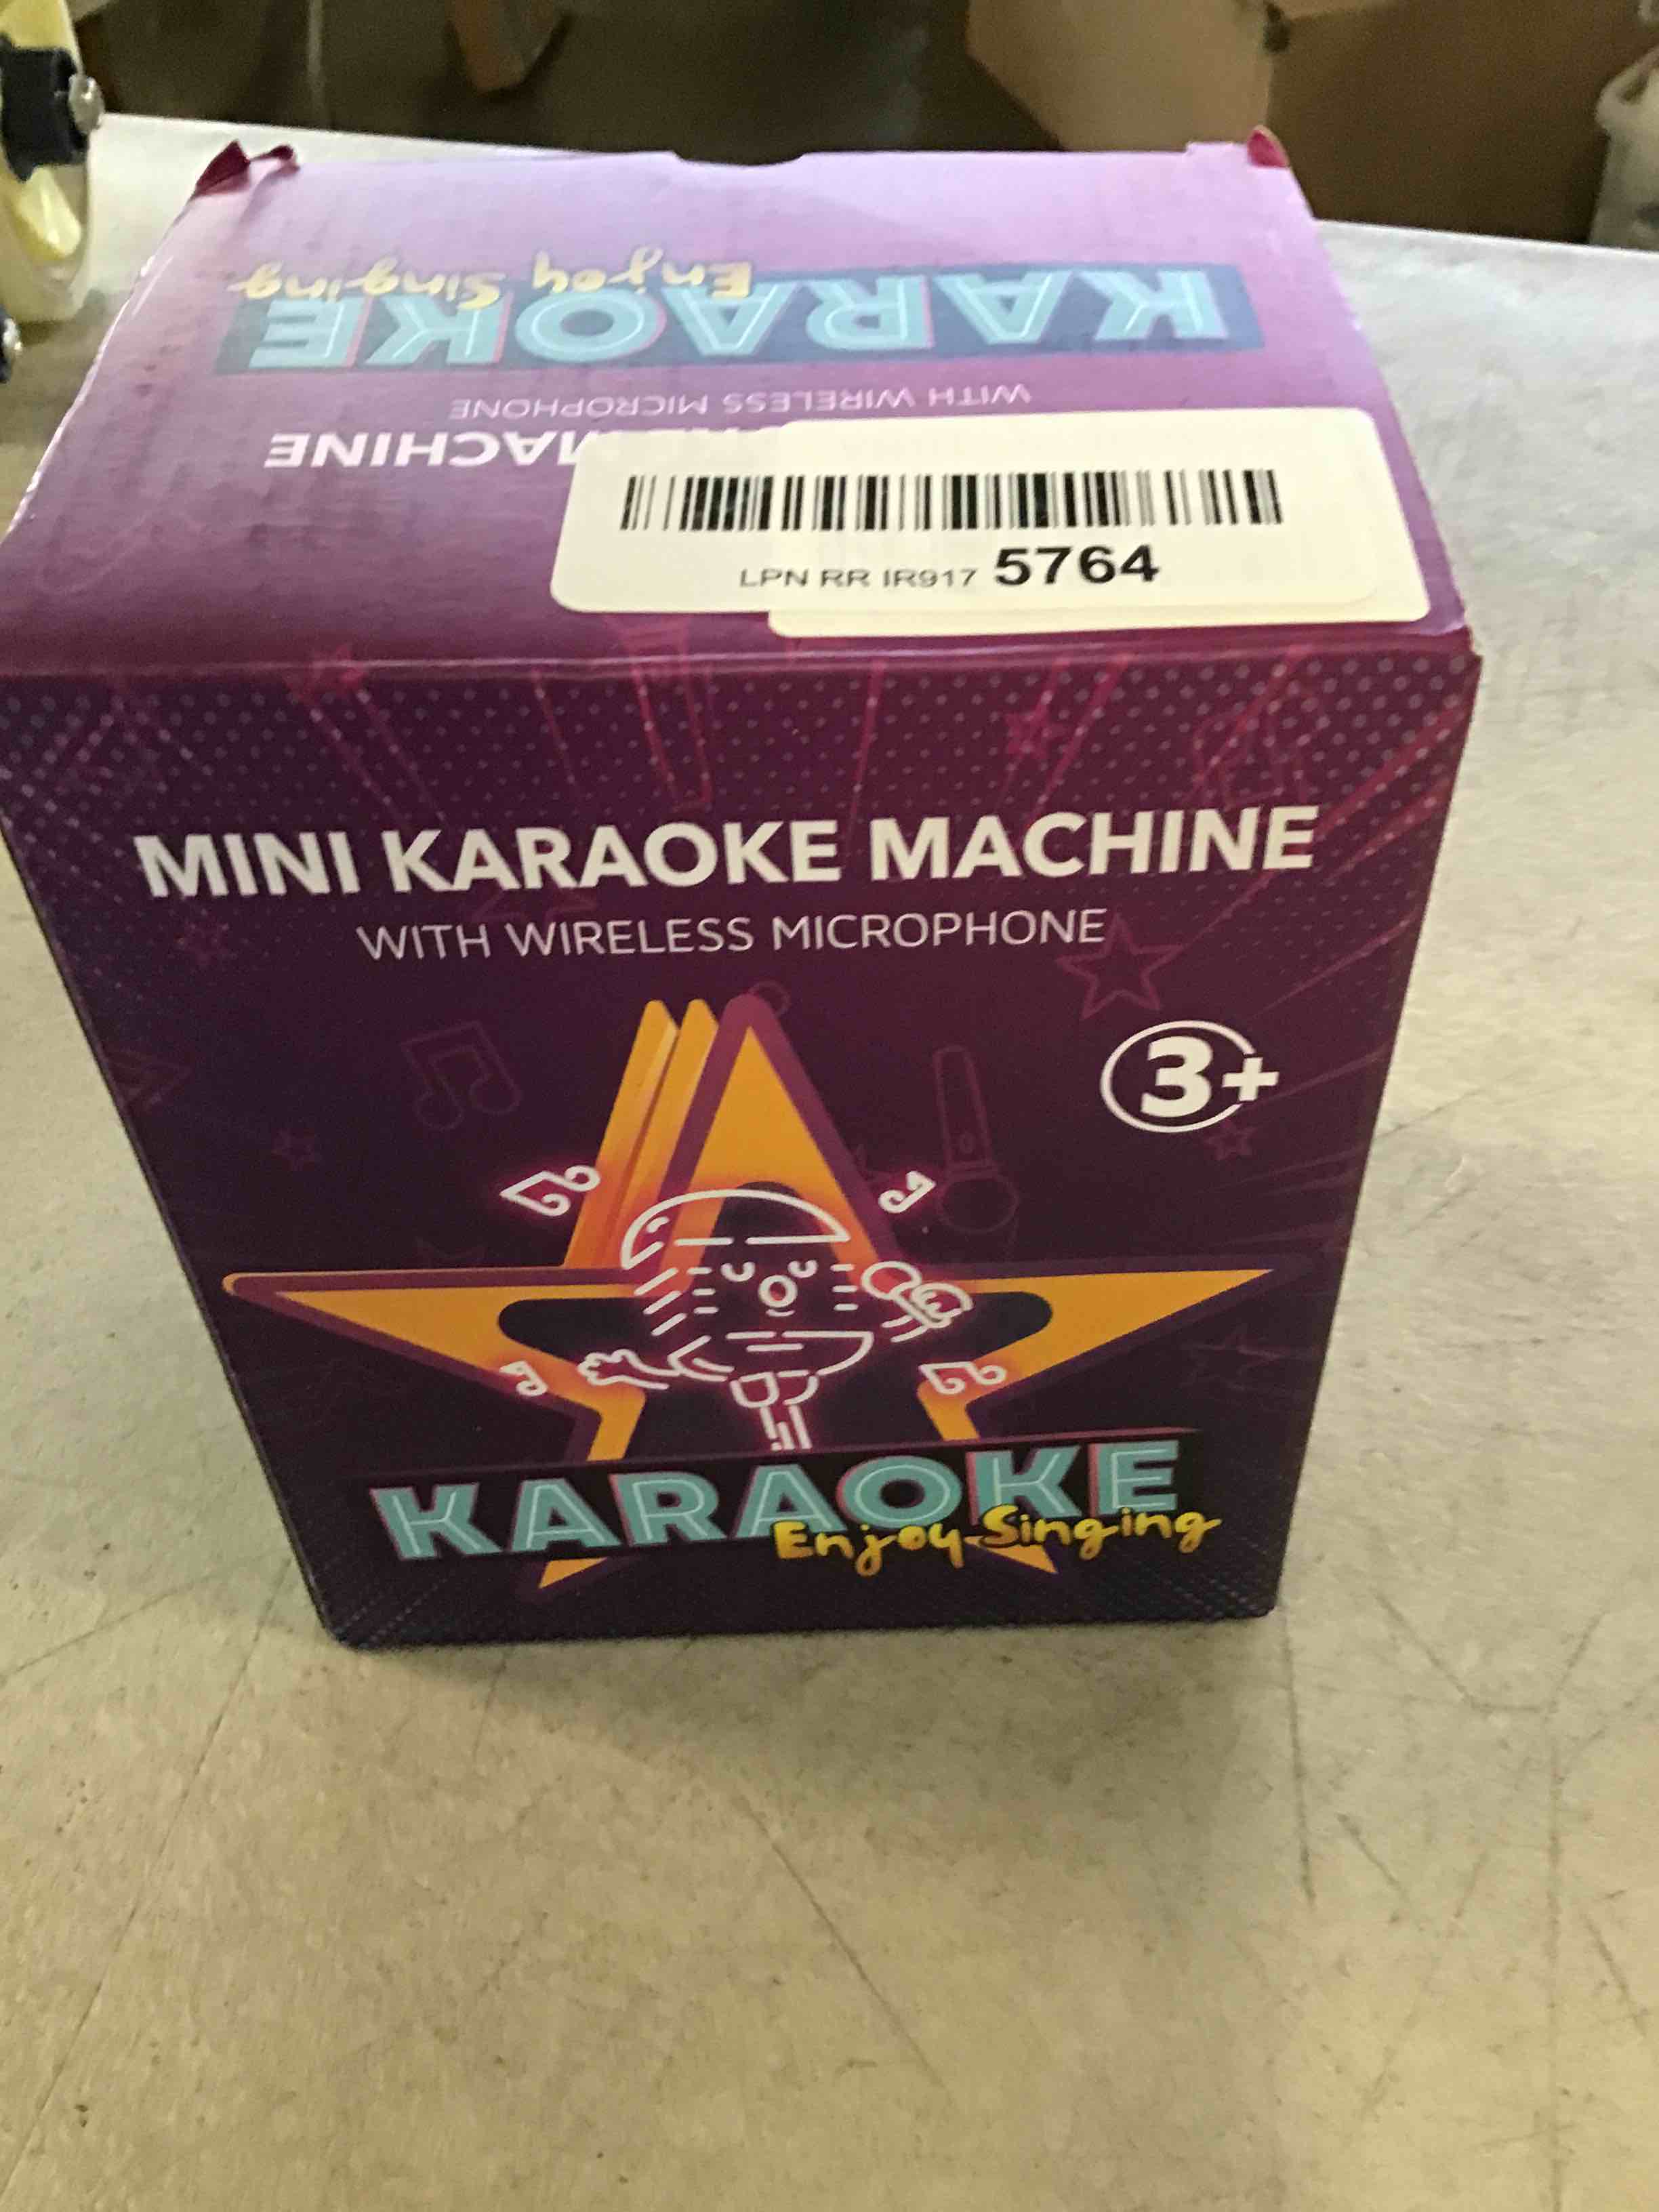 KARAOKE
Enjoy Singing
WITH WIRELESS MICROPHONE
MACHINE
LPN RR IR917 5764
MINI KARAOKE MACHINE
WITH WIRELESS MICROPHONE
3+
KARAOKE
Enjoy Singing